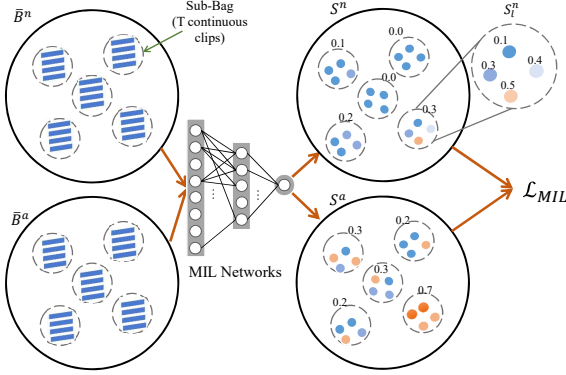 B̄ⁿ
Sub-Bag
(T continuous
clips)
Sⁿ
0.1
0.0
0.0
0.2
0.3
Sₗⁿ
0.1
0.3
0.4
0.5
MIL Networks
ℒ_MIL
B̄ᵃ
Sᵃ
0.3
0.2
0.3
0.2
0.7